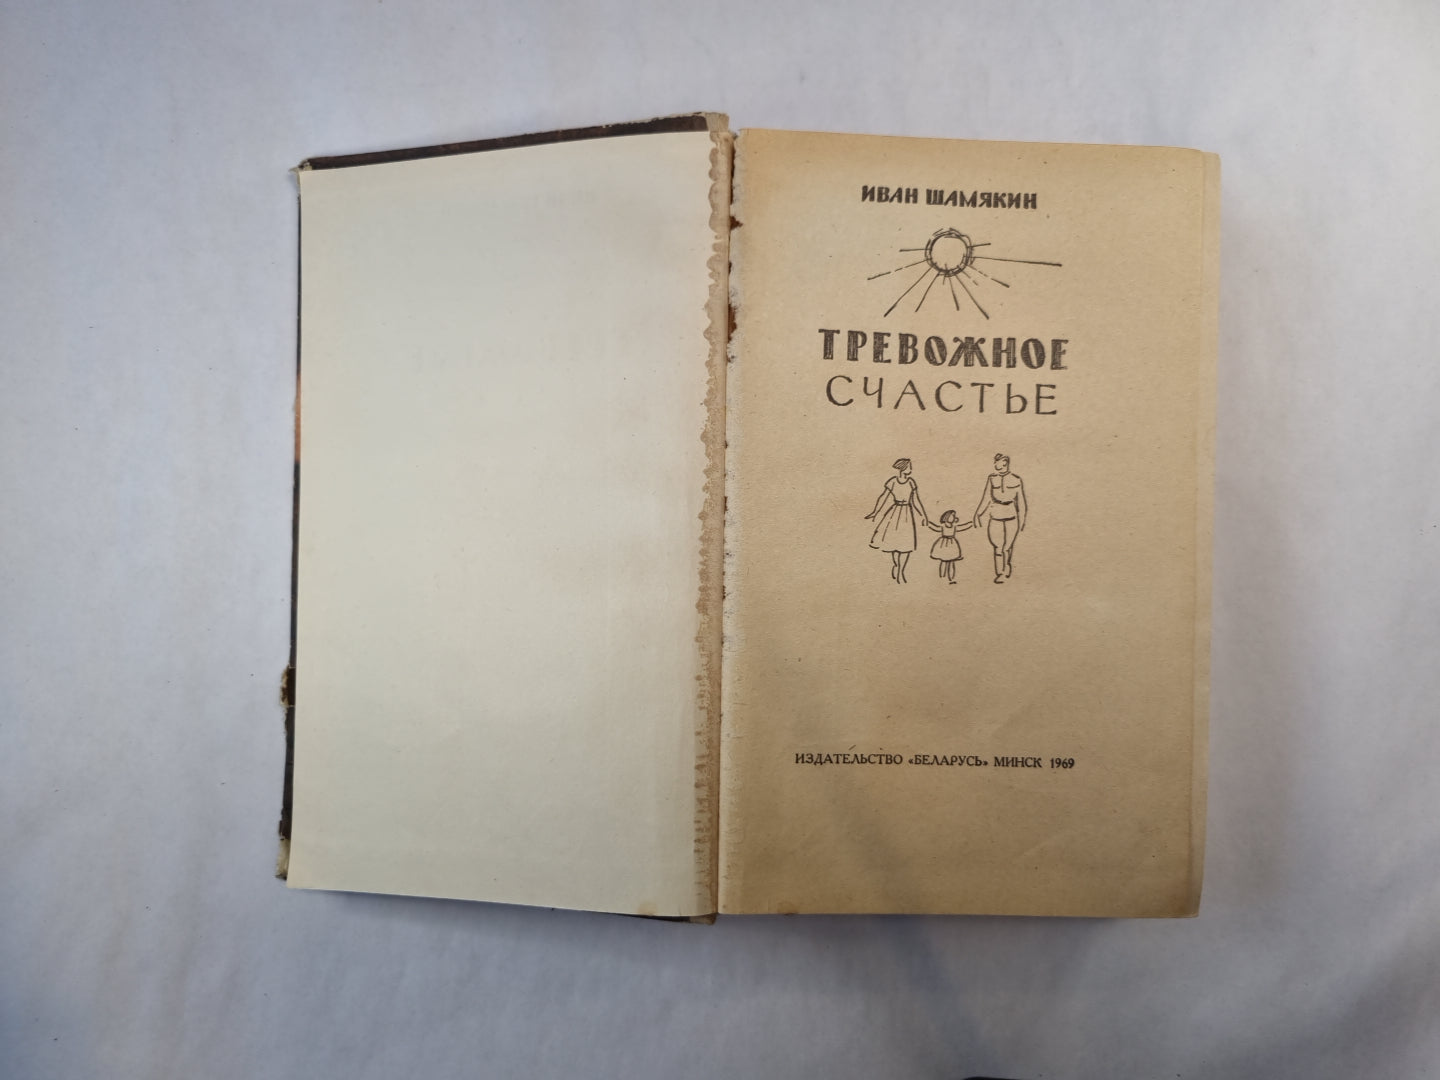 ИВАН ШАМЯКИН
ТРЕВОЖНОЕ
СЧАСТЬЕ
ИЗДАТЕЛЬСТВО «БЕЛАРУСЬ» МИНСК 1969